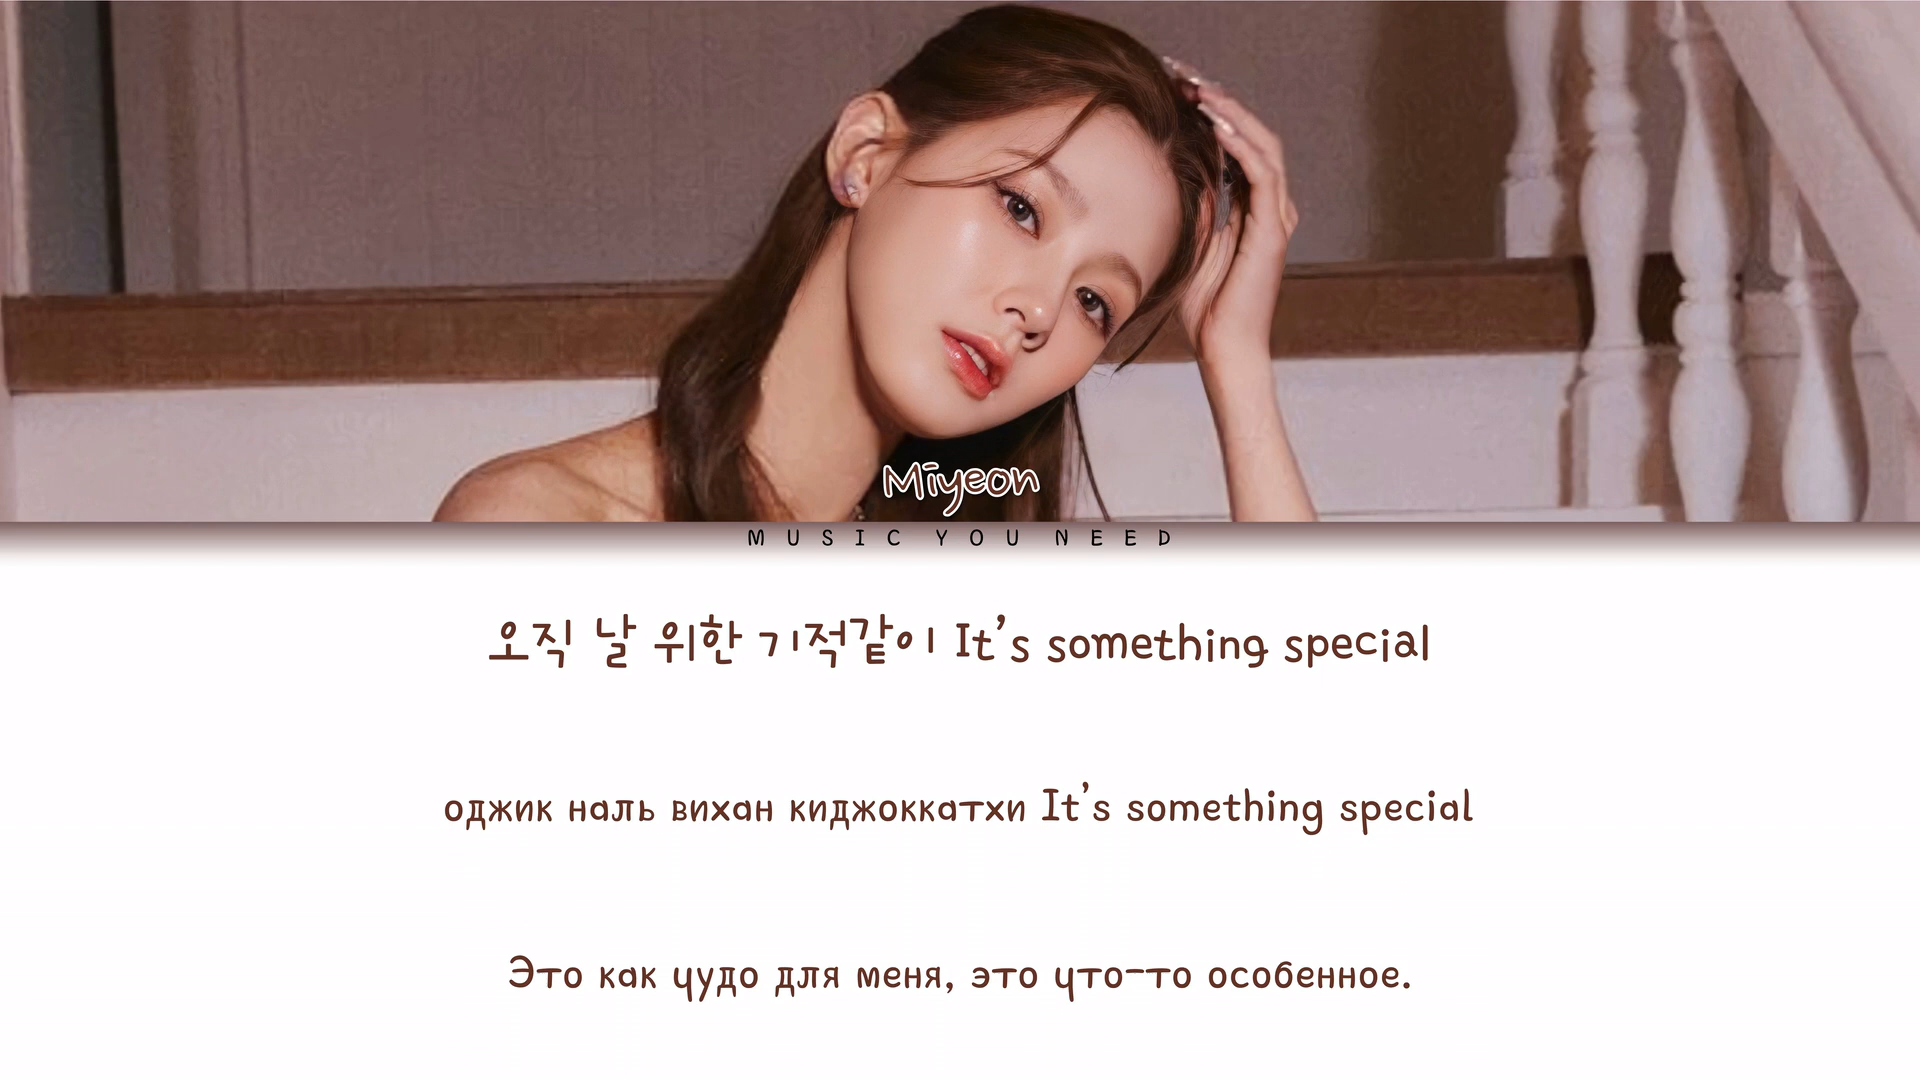 Miyeon
MUSIC YOU NEED
오직 날 위한 기적같이 It's something special
оджик наль вихан киджоккатхи It's something special
Это как чудо для меня, это что-то особенное.